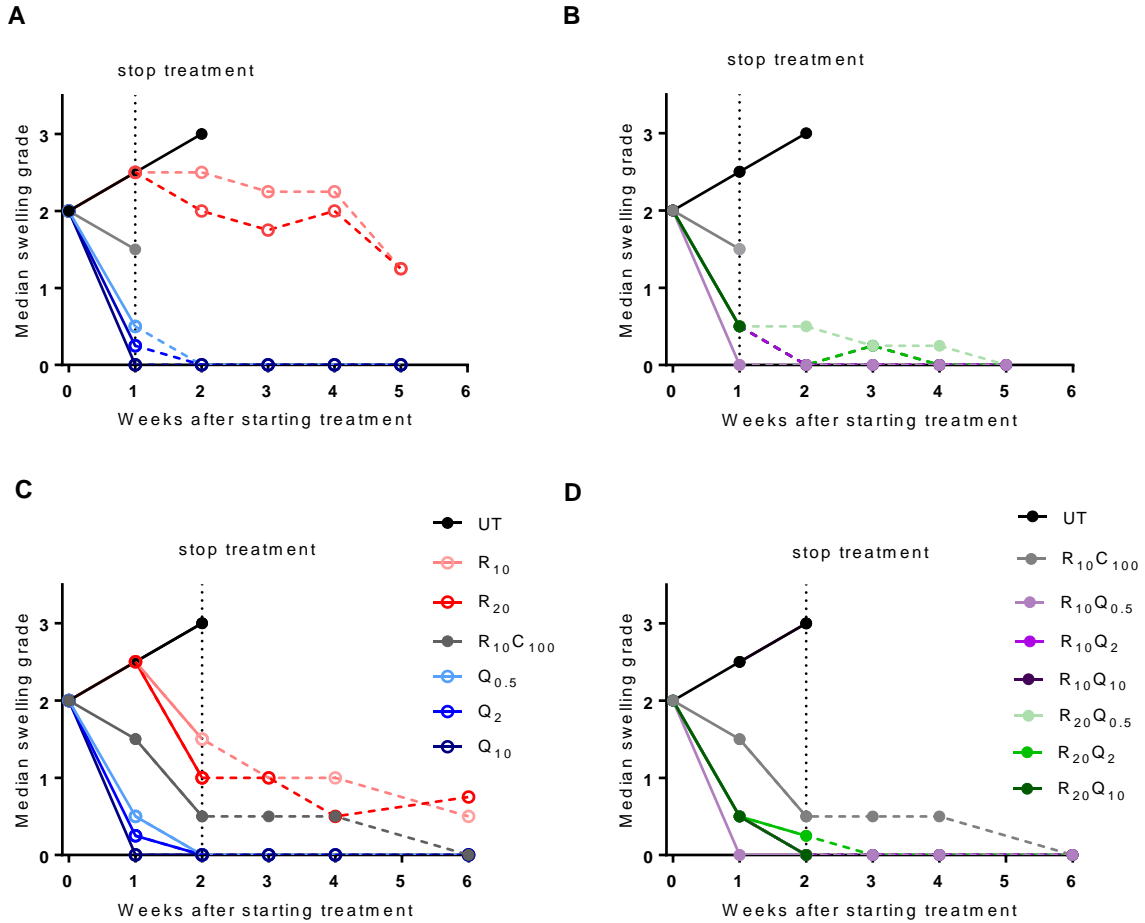 A
stop treatment
Median swelling grade
3
2
1
0
0 1 2 3 4 5 6
Weeks after starting treatment
B
stop treatment
Median swelling grade
3
2
1
0
0 1 2 3 4 5 6
Weeks after starting treatment
C
UT
R10
R20
R10C100
Q0.5
Q2
Q10
stop treatment
Median swelling grade
3
2
1
0
0 1 2 3 4 5 6
Weeks after starting treatment
D
UT
R10C100
R10Q0.5
R10Q2
R10Q10
R20Q0.5
R20Q2
R20Q10
stop treatment
Median swelling grade
3
2
1
0
0 1 2 3 4 5 6
Weeks after starting treatment